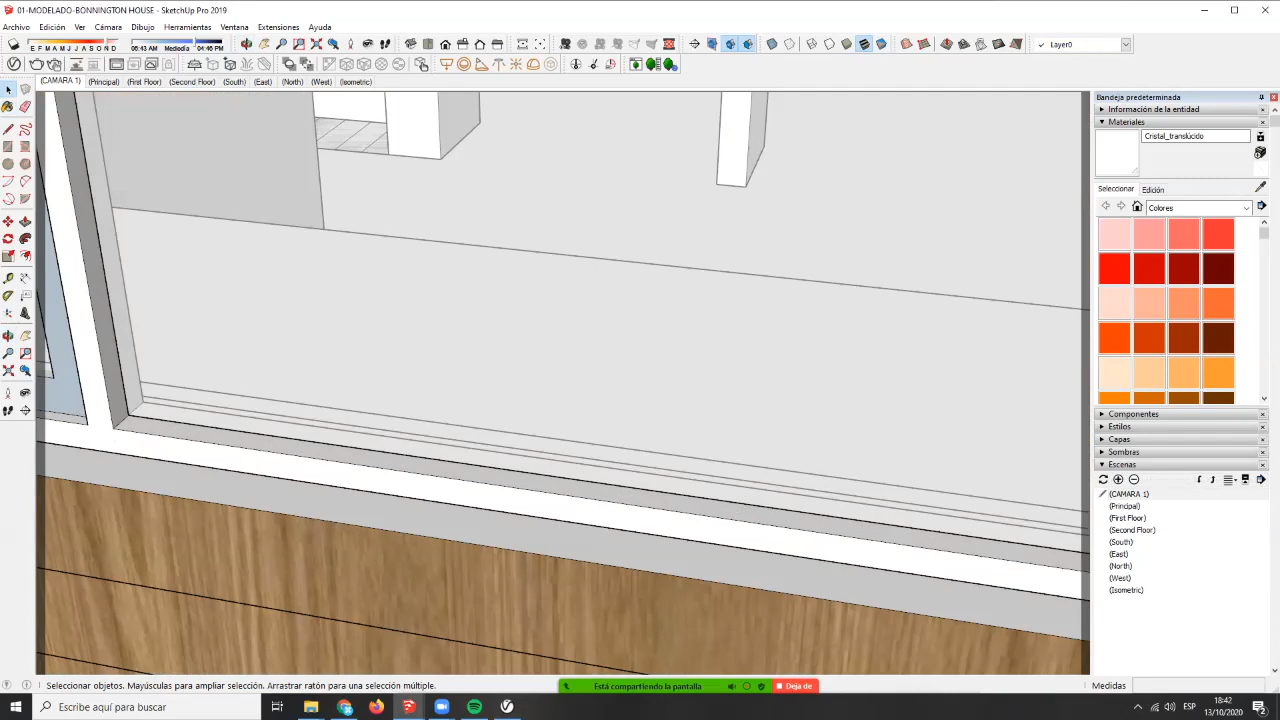 01-MODELADO-BONNINGTON HOUSE - SketchUp Pro 2019
Archivo Edición Ver Cámara Dibujo Herramientas Ventana Extensiones Ayuda
E F M A M J J A S O N D 06:43 AM Mediodía 04:46 PM
Layer0
(CAMARA 1) (Principal) (First Floor) (Second Floor) (South) (East) (North) (West) (Isometric)
Bandeja predeterminada
Información de la entidad
Materiales
Cristal_translúcido
Seleccionar Edición
Colores
Componentes
Estilos
Capas
Sombras
Escenas
(CAMARA 1)
(Principal)
(First Floor)
(Second Floor)
(South)
(East)
(North)
(West)
(Isometric)
Seleccionar objetos. Mayúsculas para ampliar selección. Arrastrar ratón para una selección múltiple.
Está compartiendo la pantalla
Deja de
Medidas
Escribe aquí para buscar
ESP
18:42
13/10/2020
2